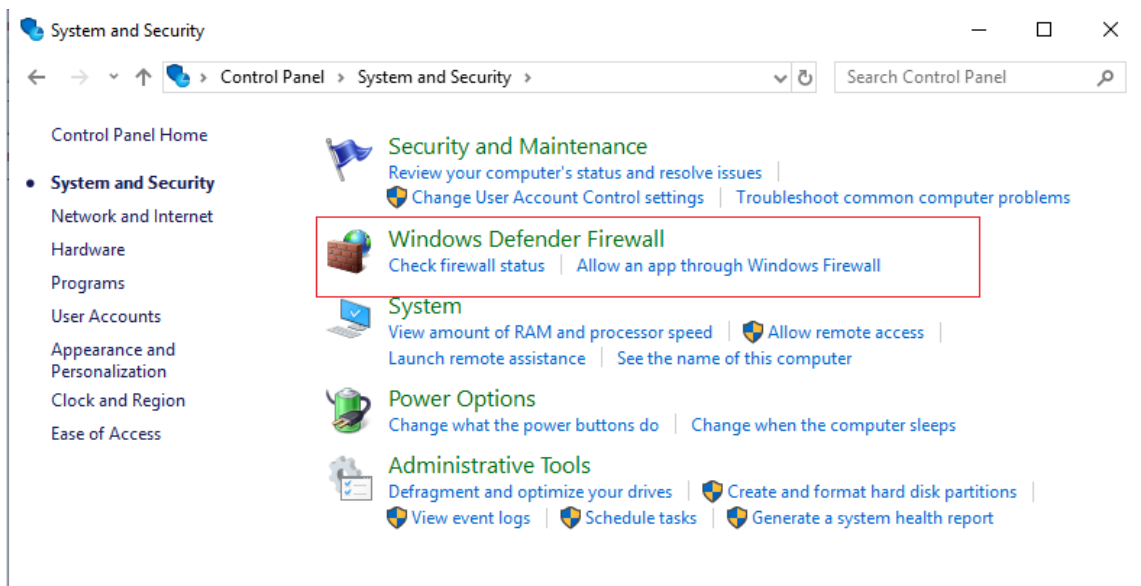 System and Security
Control Panel > System and Security >
Search Control Panel
Control Panel Home
System and Security
Network and Internet
Hardware
Programs
User Accounts
Appearance and
Personalization
Clock and Region
Ease of Access
Security and Maintenance
Review your computer's status and resolve issues
Change User Account Control settings
Troubleshoot common computer problems
Windows Defender Firewall
Check firewall status
Allow an app through Windows Firewall
System
View amount of RAM and processor speed
Allow remote access
Launch remote assistance
See the name of this computer
Power Options
Change what the power buttons do
Change when the computer sleeps
Administrative Tools
Defragment and optimize your drives
Create and format hard disk partitions
View event logs
Schedule tasks
Generate a system health report